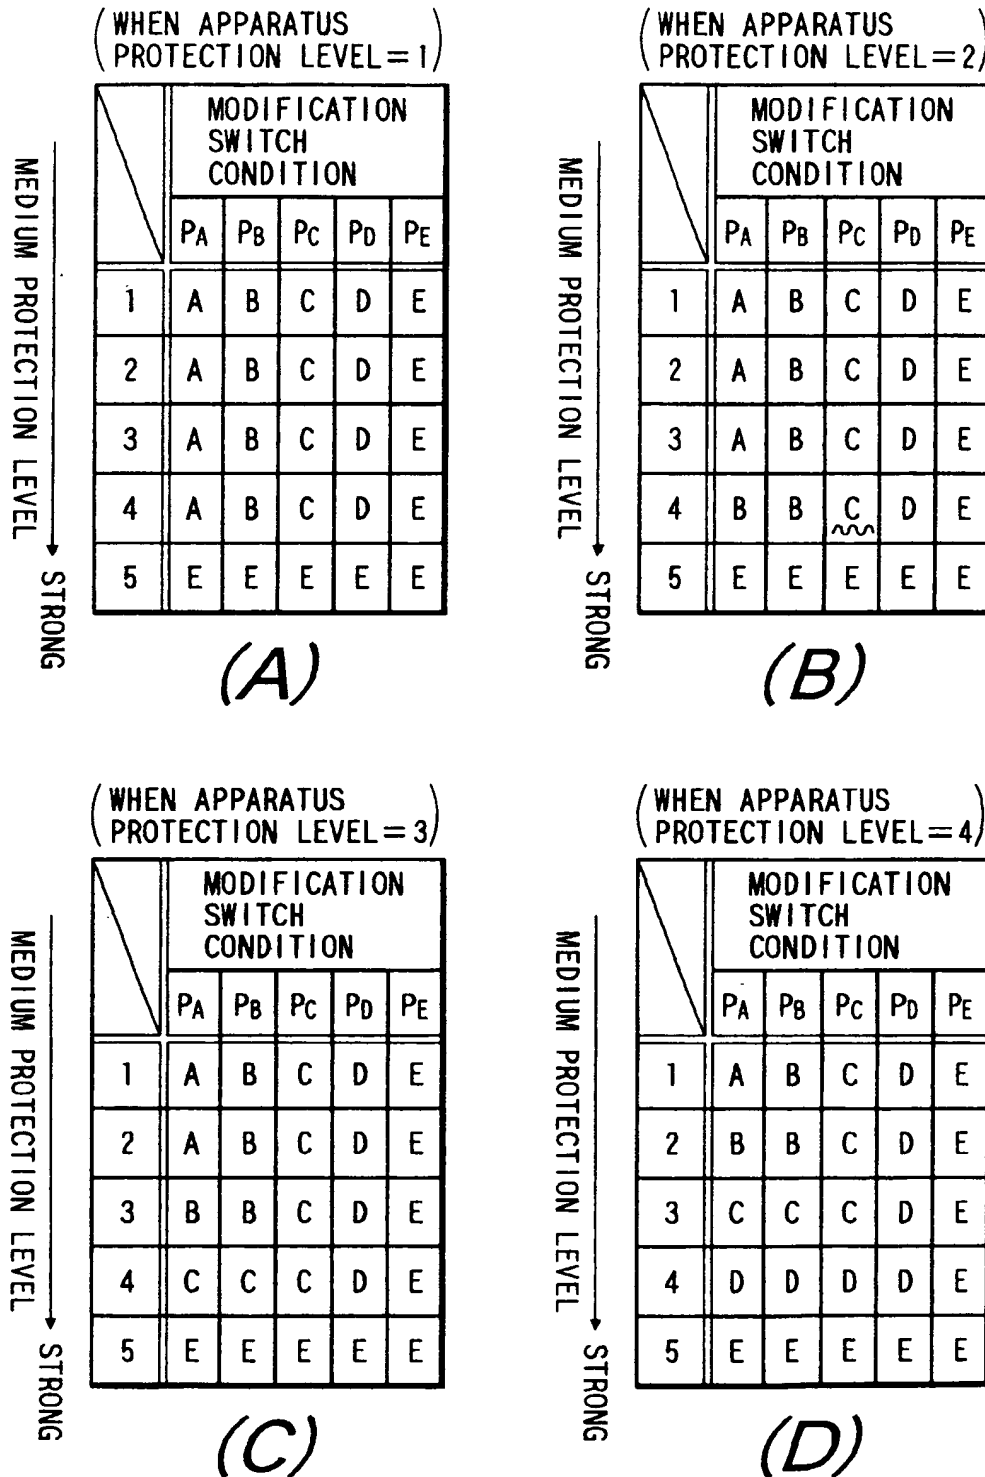 (WHEN APPARATUS
PROTECTION LEVEL=1)
MODIFICATION
SWITCH
CONDITION
PA PB PC PD PE
1 A B C D E
2 A B C D E
3 A B C D E
4 A B C D E
5 E E E E E
MEDIUM PROTECTION LEVEL
STRONG
(A)
(WHEN APPARATUS
PROTECTION LEVEL=2)
MODIFICATION
SWITCH
CONDITION
PA PB PC PD PE
1 A B C D E
2 A B C D E
3 A B C D E
4 B B C D E
5 E E E E E
MEDIUM PROTECTION LEVEL
STRONG
(B)
(WHEN APPARATUS
PROTECTION LEVEL=3)
MODIFICATION
SWITCH
CONDITION
PA PB PC PD PE
1 A B C D E
2 A B C D E
3 B B C D E
4 C C C D E
5 E E E E E
MEDIUM PROTECTION LEVEL
STRONG
(C)
(WHEN APPARATUS
PROTECTION LEVEL=4)
MODIFICATION
SWITCH
CONDITION
PA PB PC PD PE
1 A B C D E
2 B B C D E
3 C C C D E
4 D D D D E
5 E E E E E
MEDIUM PROTECTION LEVEL
STRONG
(D)